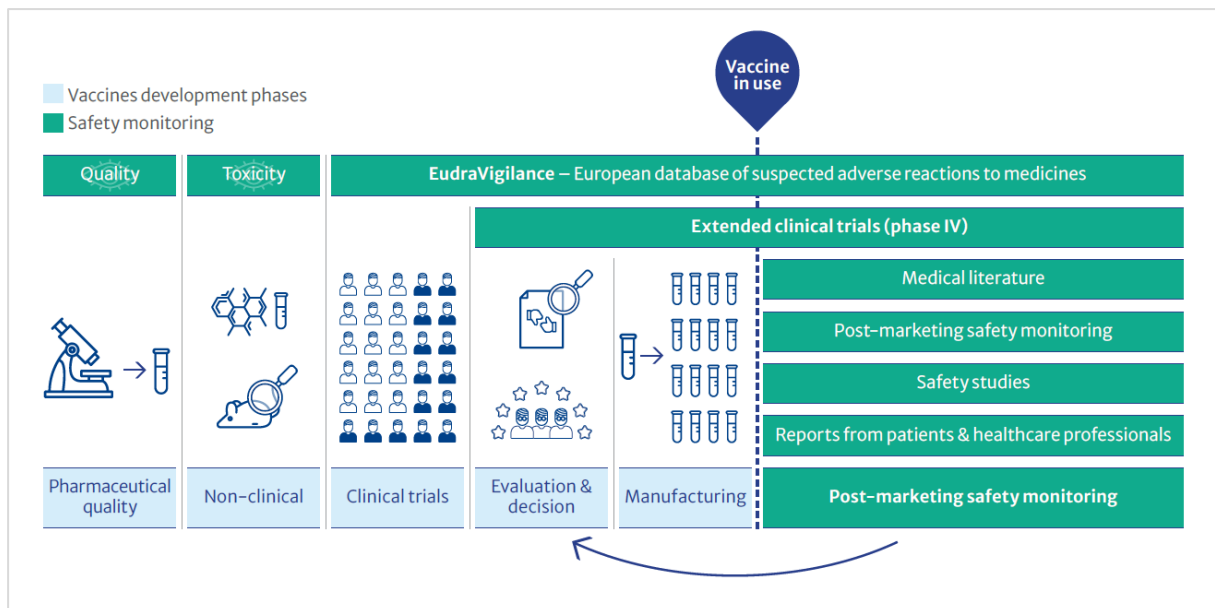 Vaccine
in use
Vaccines development phases
Safety monitoring
Quality
Toxicity
EudraVigilance – European database of suspected adverse reactions to medicines
Extended clinical trials (phase IV)
Medical literature
Post-marketing safety monitoring
Safety studies
Reports from patients & healthcare professionals
Pharmaceutical
quality
Non-clinical
Clinical trials
Evaluation &
decision
Manufacturing
Post-marketing safety monitoring